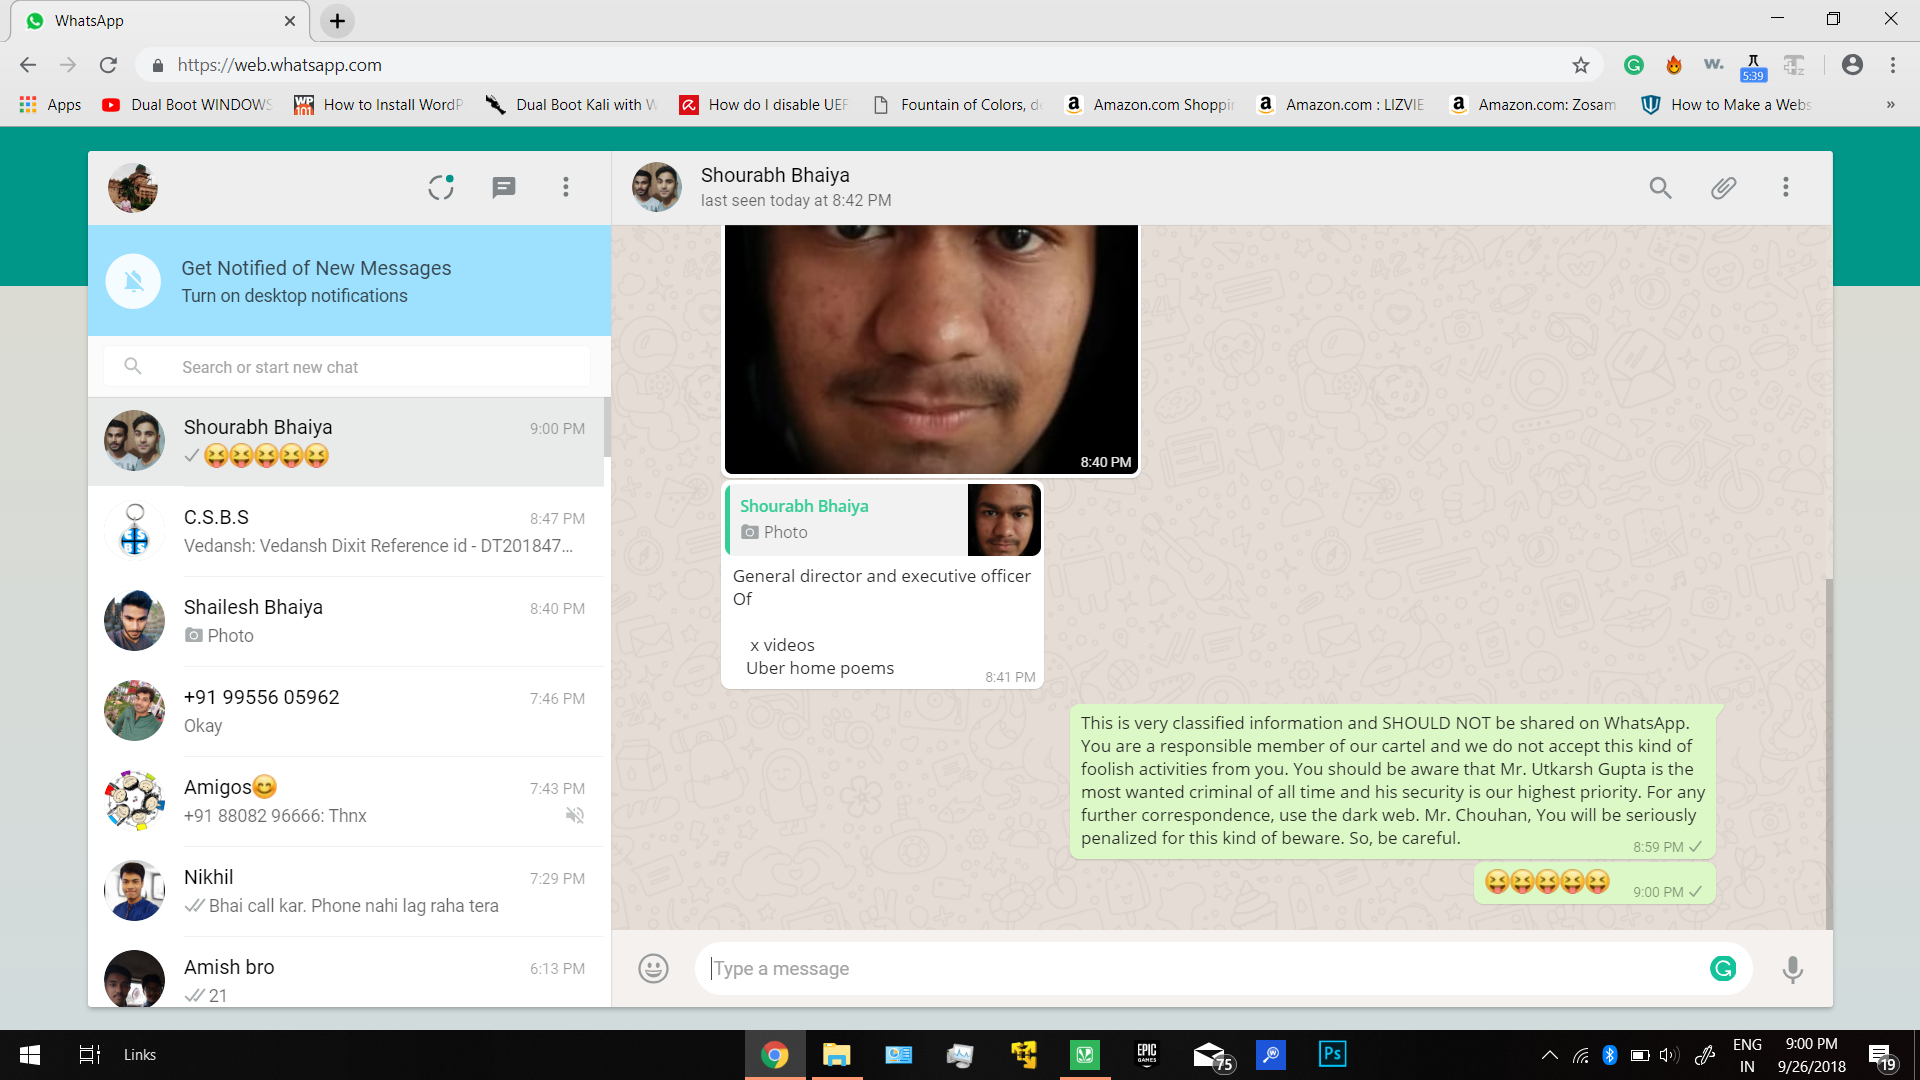 WhatsApp
https://web.whatsapp.com
5:39
Apps
Dual Boot WINDOWS
How to Install WordP
Dual Boot Kali with W
How do I disable UEF
Fountain of Colors, de
Amazon.com Shoppin
Amazon.com : LIZVIE
Amazon.com: Zosam
How to Make a Webs
»
Shourabh Bhaiya
last seen today at 8:42 PM
Get Notified of New Messages
Turn on desktop notifications
Search or start new chat
Shourabh Bhaiya
9:00 PM
😝😝😝😝😝
C.S.B.S
8:47 PM
Vedansh: Vedansh Dixit Reference id - DT201847...
Shailesh Bhaiya
8:40 PM
Photo
+91 99556 05962
7:46 PM
Okay
Amigos😊
7:43 PM
+91 88082 96666: Thnx
Nikhil
7:29 PM
Bhai call kar. Phone nahi lag raha tera
Amish bro
6:13 PM
21
8:40 PM
Shourabh Bhaiya
Photo
General director and executive officer
Of
x videos
Uber home poems
8:41 PM
This is very classified information and SHOULD NOT be shared on WhatsApp.
You are a responsible member of our cartel and we do not accept this kind of
foolish activities from you. You should be aware that Mr. Utkarsh Gupta is the
most wanted criminal of all time and his security is our highest priority. For any
further correspondence, use the dark web. Mr. Chouhan, You will be seriously
penalized for this kind of beware. So, be careful.
8:59 PM
😝😝😝😝😝
9:00 PM
Type a message
Links
EPIC
GAMES
75
Ps
ENG
IN
9:00 PM
9/26/2018
19